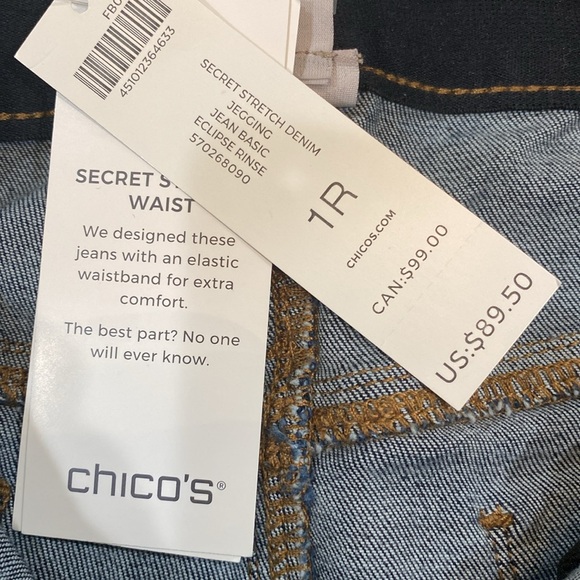 FB0
451012364633
SECRET STRETCH DENIM
JEGGING
JEAN BASIC
ECLIPSE RINSE
570268090
1R
CHICOS.COM
CAN:$99.00
US:$89.50
SECRET S
WAIST
We designed these
jeans with an elastic
waistband for extra
comfort.
The best part? No one
will ever know.
chico's®